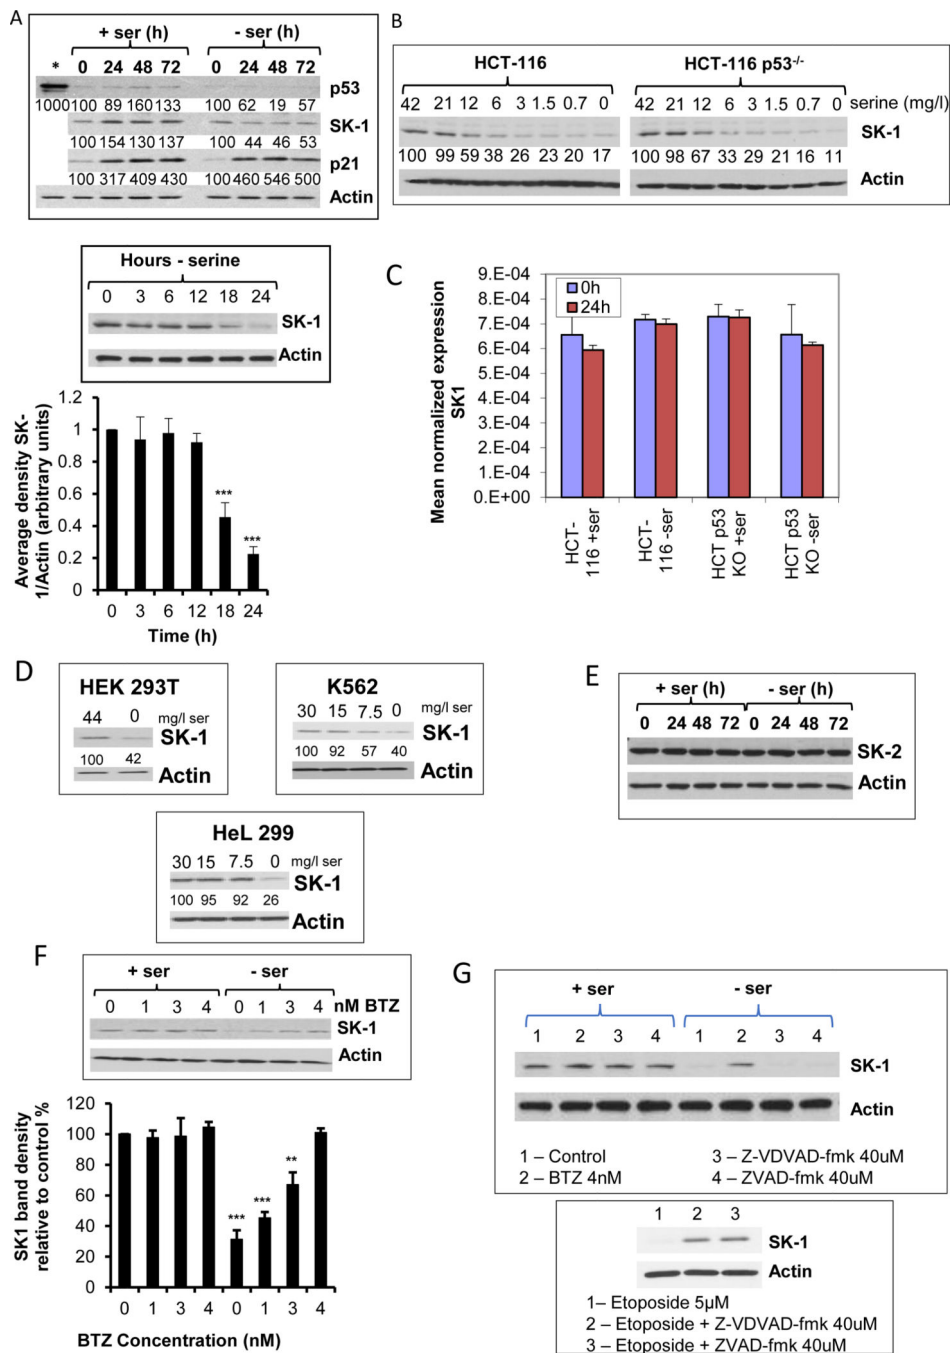 A
+ ser (h)
- ser (h)
* 0 24 48 72 0 24 48 72
p53
1000 100 89 160 133 100 62 19 57
SK-1
100 154 130 137 100 44 46 53
p21
100 317 409 430 100 460 546 500
Actin
B
HCT-116
HCT-116 p53-/-
42 21 12 6 3 1.5 0.7 0 42 21 12 6 3 1.5 0.7 0 serine (mg/l)
SK-1
100 99 59 38 26 23 20 17 100 98 67 33 29 21 16 11
Actin
Hours - serine
0 3 6 12 18 24
SK-1
Actin
Average density SK-
1/Actin (arbitrary units)
1.2
1
0.8
0.6
0.4
0.2
0
***
***
0 3 6 12 18 24
Time (h)
C
Mean normalized expression
SK1
9.E-04
8.E-04
7.E-04
6.E-04
5.E-04
4.E-04
3.E-04
2.E-04
1.E-04
0.E+00
0h
24h
HCT-
116 +ser
HCT-
116 -ser
HCT p53
KO +ser
HCT p53
KO -ser
D
HEK 293T
44 0 mg/l ser
SK-1
100 42
Actin
K562
30 15 7.5 0 mg/l ser
SK-1
100 92 57 40
Actin
HeL 299
30 15 7.5 0 mg/l ser
SK-1
100 95 92 26
Actin
E
+ ser (h)
- ser (h)
0 24 48 72 0 24 48 72
SK-2
Actin
F
+ ser
- ser
0 1 3 4 0 1 3 4 nM BTZ
SK-1
Actin
SK1 band density
relative to control %
120
100
80
60
40
20
0
***
***
**
0 1 3 4 0 1 3 4
BTZ Concentration (nM)
G
+ ser
- ser
1 2 3 4 1 2 3 4
SK-1
Actin
1 – Control
2 – BTZ 4nM
3 – Z-VDVAD-fmk 40uM
4 – ZVAD-fmk 40uM
1 2 3
SK-1
Actin
1– Etoposide 5μM
2 – Etoposide + Z-VDVAD-fmk 40uM
3 – Etoposide + ZVAD-fmk 40uM